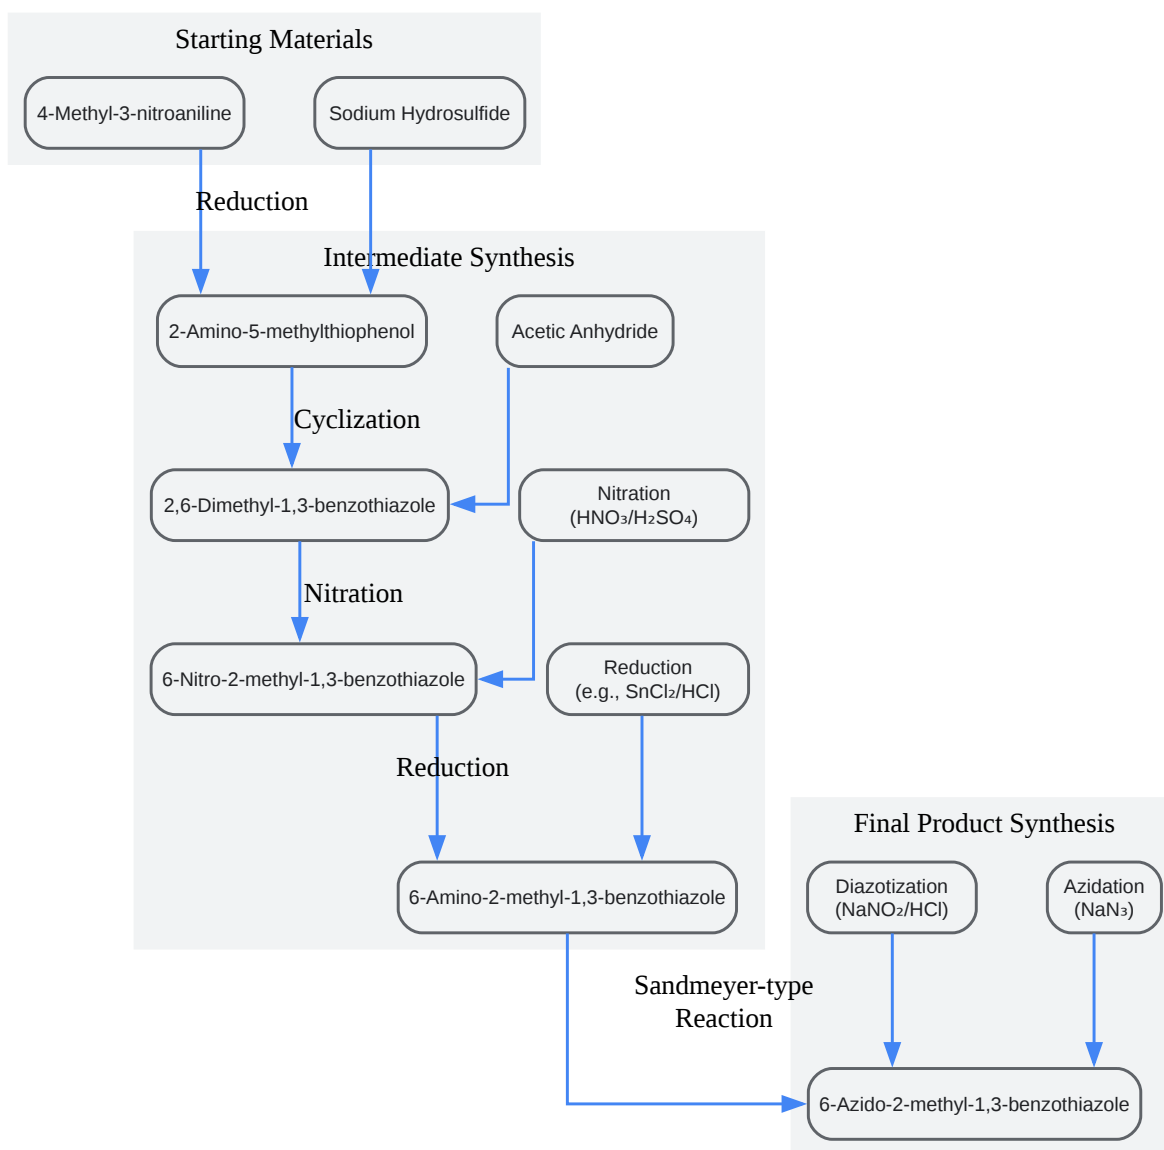 Starting Materials
4-Methyl-3-nitroaniline
Sodium Hydrosulfide
Reduction
Intermediate Synthesis
2-Amino-5-methylthiophenol
Acetic Anhydride
Cyclization
2,6-Dimethyl-1,3-benzothiazole
Nitration
(HNO₃/H₂SO₄)
Nitration
6-Nitro-2-methyl-1,3-benzothiazole
Reduction
(e.g., SnCl₂/HCl)
Reduction
6-Amino-2-methyl-1,3-benzothiazole
Final Product Synthesis
Diazotization
(NaNO₂/HCl)
Azidation
(NaN₃)
Sandmeyer-type
Reaction
6-Azido-2-methyl-1,3-benzothiazole